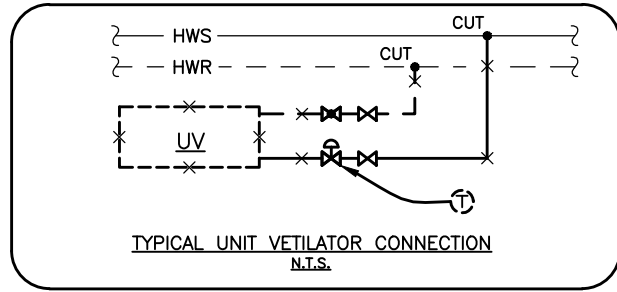 HWS
CUT
HWR
CUT
UV
T
TYPICAL UNIT VETILATOR CONNECTION
N.T.S.